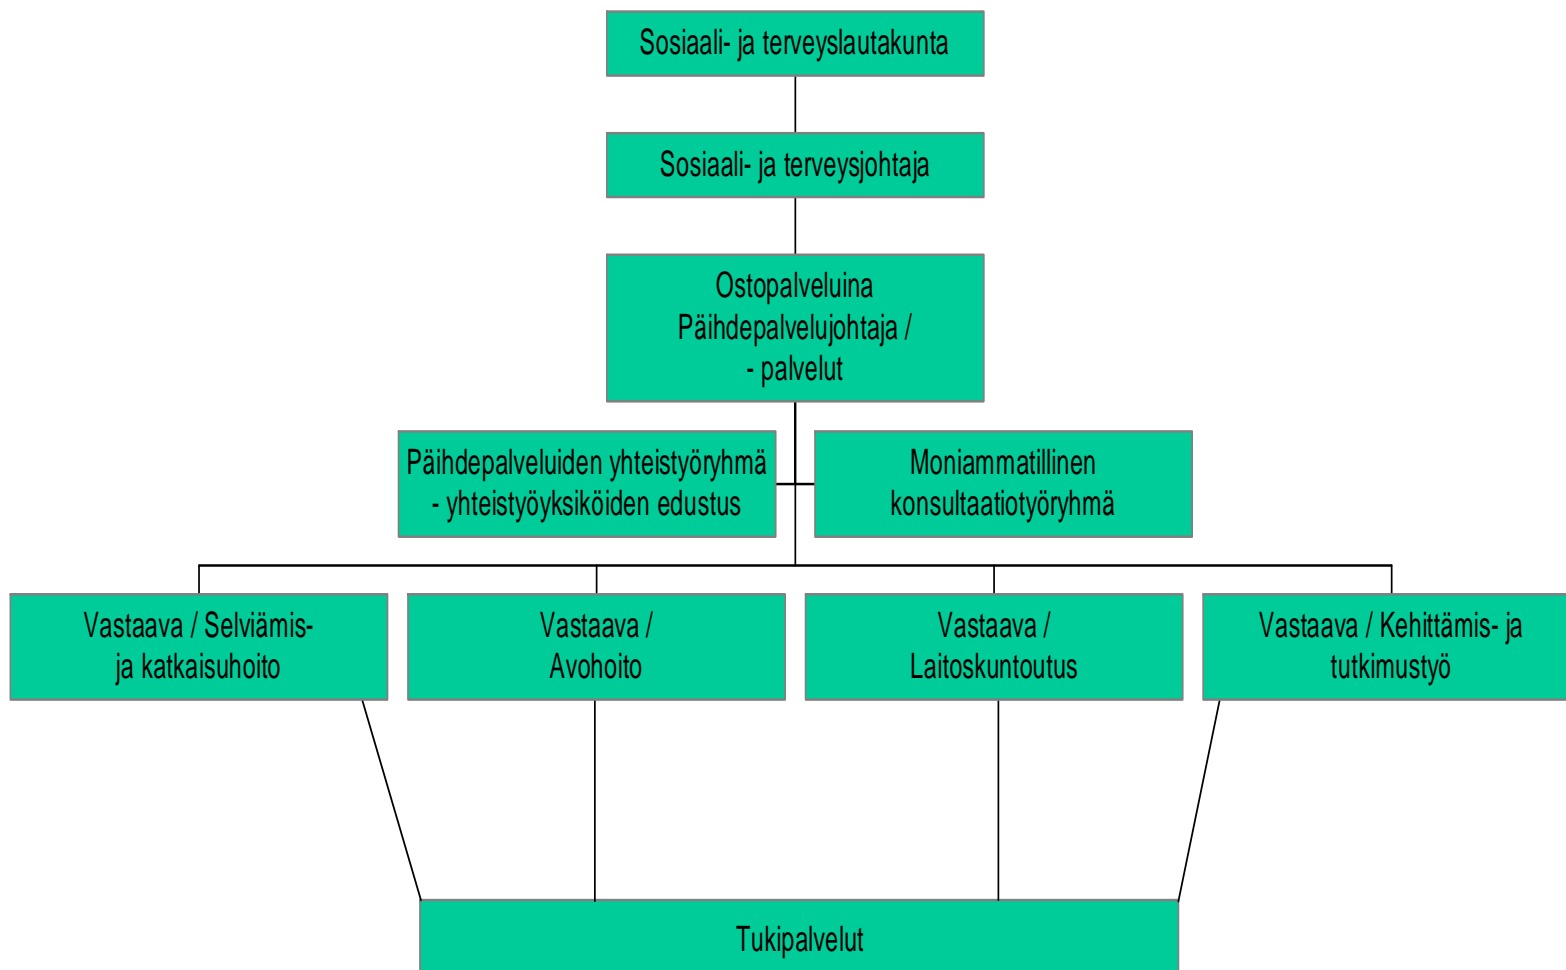 Sosiaali- ja terveyslautakunta
Sosiaali- ja terveysjohtaja
Ostopalveluina
Päihdepalvelujohtaja /
- palvelut
Päihdepalveluiden yhteistyöryhmä
- yhteistyöyksiköiden edustus
Moniammatillinen
konsultaatiotyöryhmä
Vastaava / Selviämis-
ja katkaisuhoito
Vastaava /
Avohoito
Vastaava /
Laitoskuntoutus
Vastaava / Kehittämis- ja
tutkimustyö
Tukipalvelut